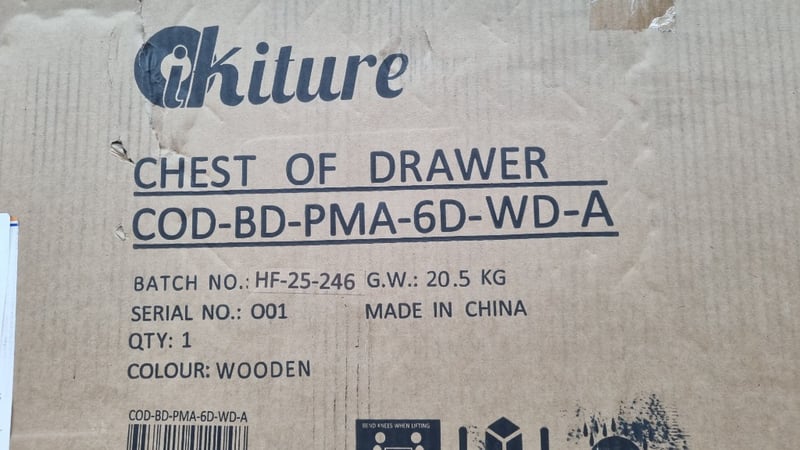 Oikiture
CHEST OF DRAWER
COD-BD-PMA-6D-WD-A
BATCH NO.: HF-25-246 G.W.: 20.5 KG
SERIAL NO.: 001 MADE IN CHINA
QTY: 1
COLOUR: WOODEN
COD-BD-PMA-6D-WD-A
BEND KNEES WHEN LIFTING